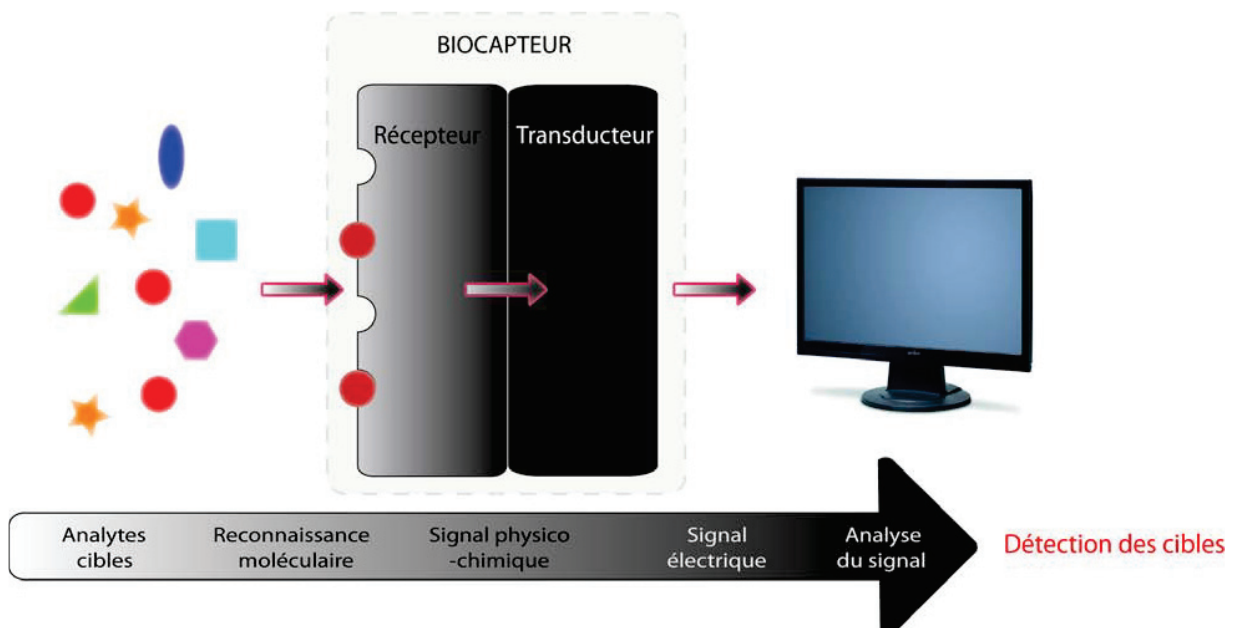 BIOCAPTEUR
Récepteur
Transducteur
Analytes
cibles
Reconnaissance
moléculaire
Signal physico
-chimique
Signal
électrique
Analyse
du signal
Détection des cibles